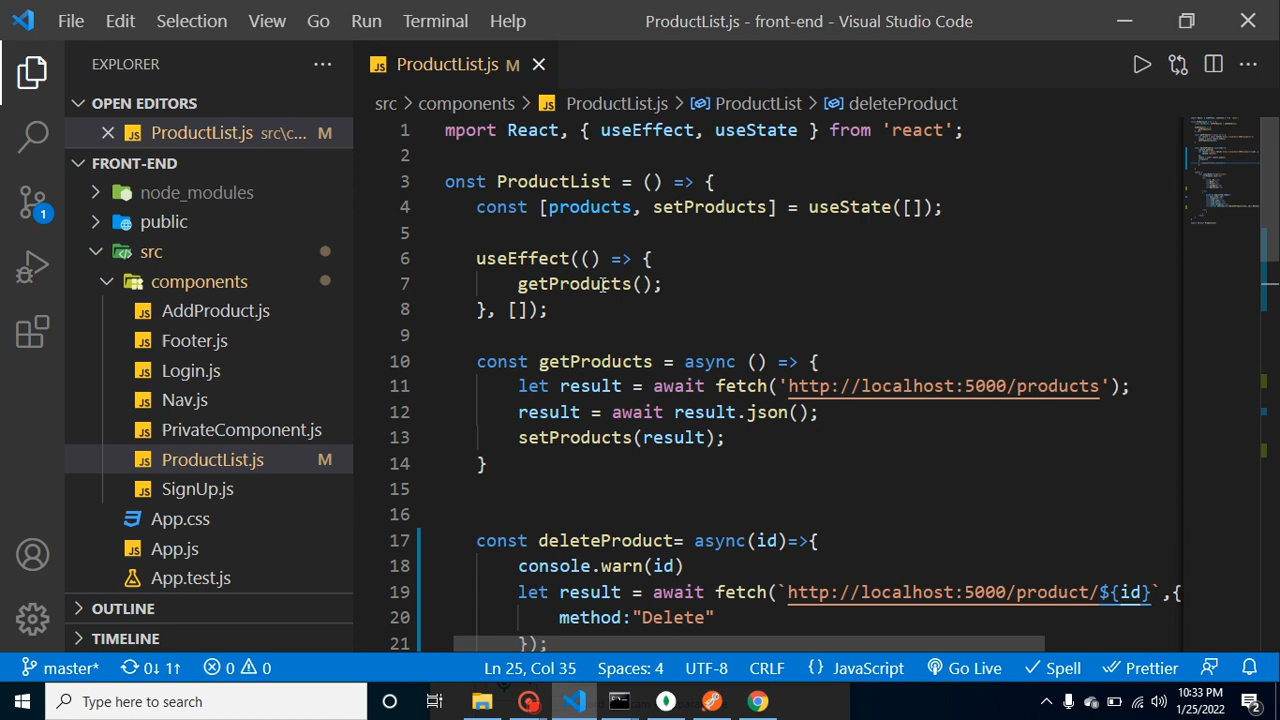 File Edit Selection View Go Run Terminal Help ProductList.js - front-end - Visual Studio Code
EXPLORER
OPEN EDITORS
ProductList.js src\c... M
FRONT-END
node_modules
public
src
components
AddProduct.js
Footer.js
Login.js
Nav.js
PrivateComponent.js
ProductList.js M
SignUp.js
App.css
App.js
App.test.js
OUTLINE
TIMELINE
ProductList.js M
src > components > ProductList.js > ProductList > deleteProduct
1 mport React, { useEffect, useState } from 'react';
2
3 onst ProductList = () => {
4 const [products, setProducts] = useState([]);
5
6 useEffect(() => {
7 getProducts();
8 }, []);
9
10 const getProducts = async () => {
11 let result = await fetch('http://localhost:5000/products');
12 result = await result.json();
13 setProducts(result);
14 }
15
16
17 const deleteProduct= async(id)=>{
18 console.warn(id)
19 let result = await fetch(`http://localhost:5000/product/${id}`,{
20 method:"Delete"
21 });
master* 0↓ 1↑ 0 0 Ln 25, Col 35 Spaces: 4 UTF-8 CRLF {} JavaScript Go Live Spell Prettier
1
Type here to search
10:33 PM
1/25/2022
2